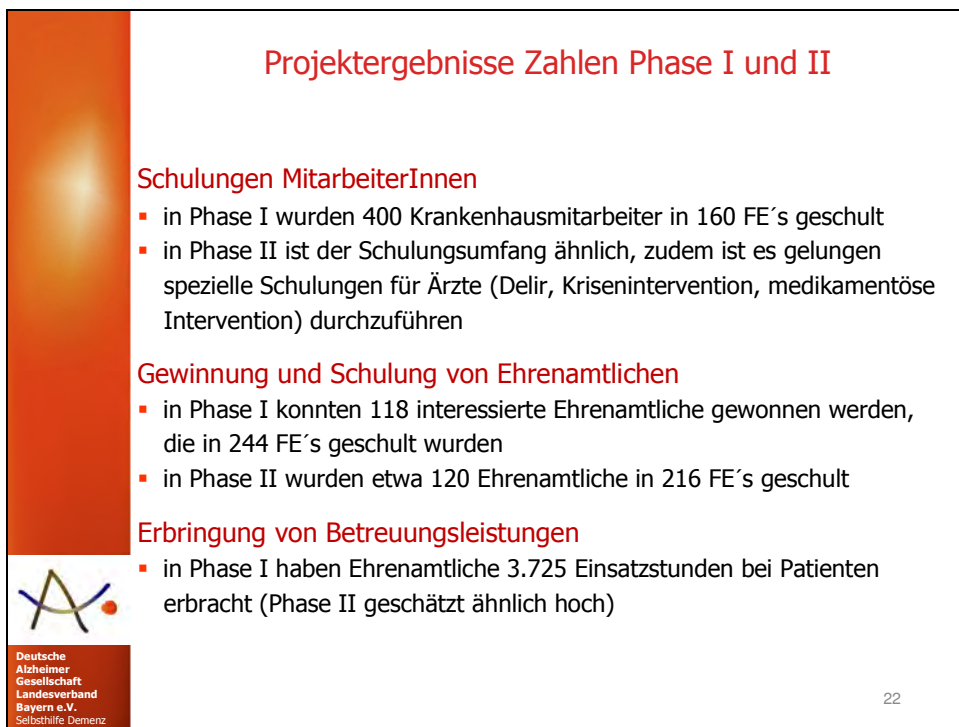 Projektergebnisse Zahlen Phase I und II
Schulungen MitarbeiterInnen
▪ in Phase I wurden 400 Krankenhausmitarbeiter in 160 FE´s geschult
▪ in Phase II ist der Schulungsumfang ähnlich, zudem ist es gelungen
spezielle Schulungen für Ärzte (Delir, Krisenintervention, medikamentöse
Intervention) durchzuführen
Gewinnung und Schulung von Ehrenamtlichen
▪ in Phase I konnten 118 interessierte Ehrenamtliche gewonnen werden,
die in 244 FE´s geschult wurden
▪ in Phase II wurden etwa 120 Ehrenamtliche in 216 FE´s geschult
Erbringung von Betreuungsleistungen
▪ in Phase I haben Ehrenamtliche 3.725 Einsatzstunden bei Patienten
erbracht (Phase II geschätzt ähnlich hoch)
Deutsche
Alzheimer
Gesellschaft
Landesverband
Bayern e.V.
Selbsthilfe Demenz
22